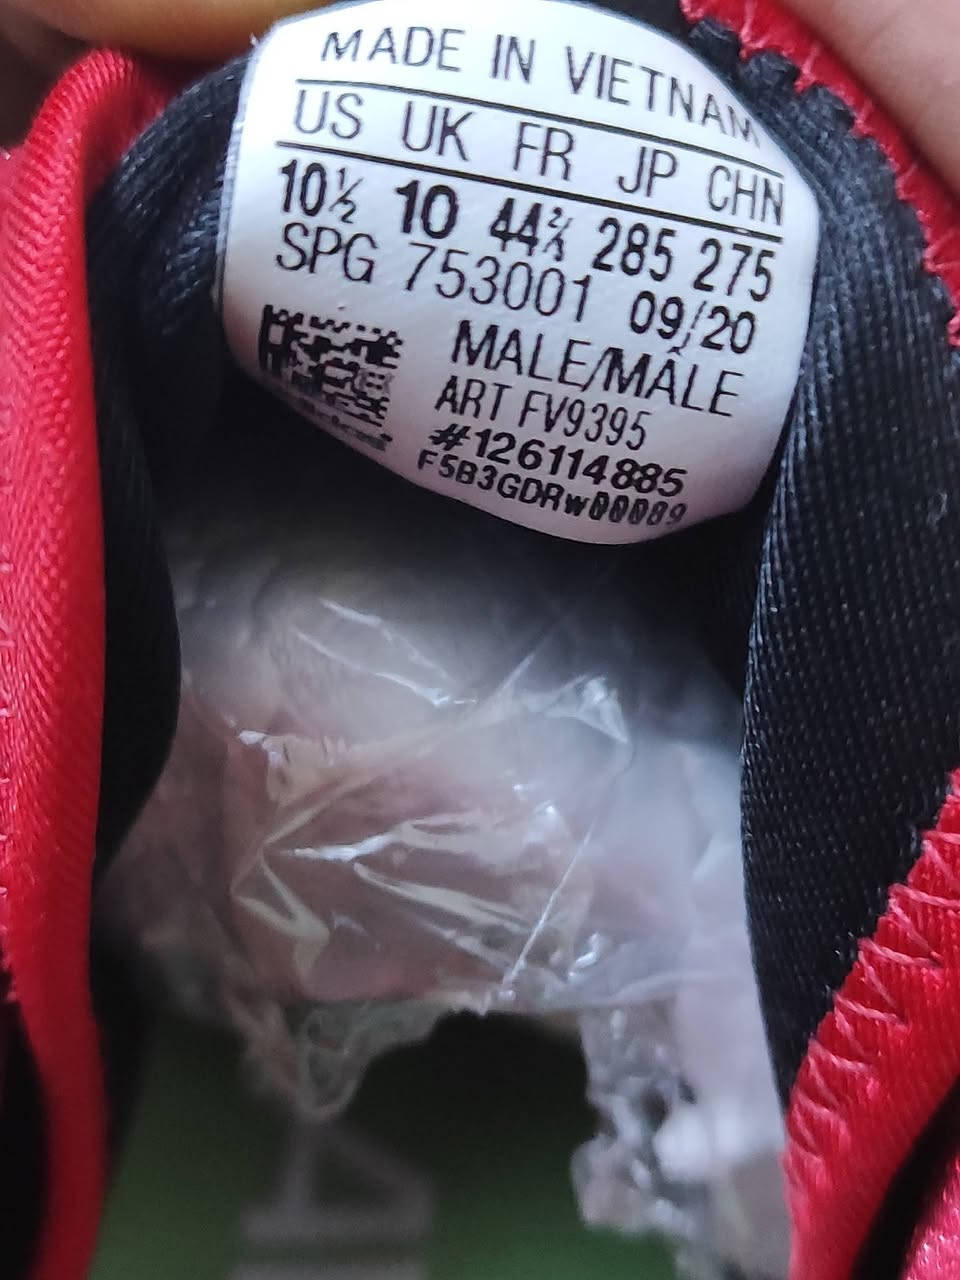 MADE IN VIETNAM
US UK FR JP CHN
10½ 10 44⅔ 285 275
SPG 753001 09/20
MALE/MÂLE
ART FV9395
#126114885
F5B3GDRW00089